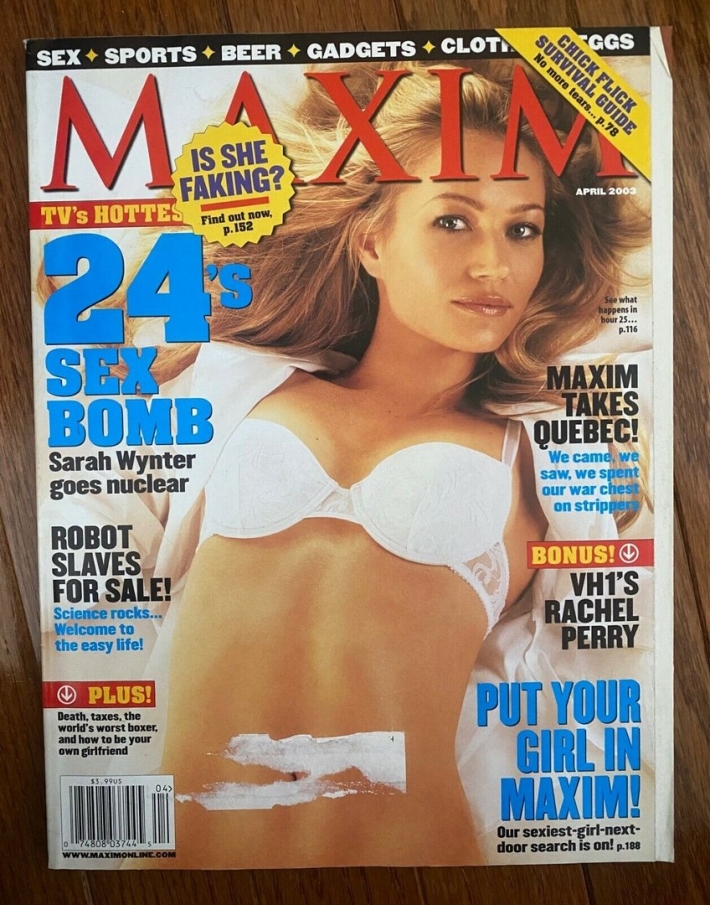 SEX ✦ SPORTS ✦ BEER ✦ GADGETS ✦ CLOTH EGGS
CHICK FLICK
SURVIVAL GUIDE
No more tears... p.78
MAXIM
APRIL 2003
IS SHE
FAKING?
Find out now,
p.152
TV's HOTTES
24's
SEX
BOMB
Sarah Wynter
goes nuclear
See what
happens in
hour 25...
p.116
MAXIM
TAKES
QUEBEC!
We came, we
saw, we spent
our war chest
on strippers
ROBOT
SLAVES
FOR SALE!
Science rocks...
Welcome to
the easy life!
BONUS!
VH1'S
RACHEL
PERRY
PLUS!
Death, taxes, the
world's worst boxer,
and how to be your
own girlfriend
PUT YOUR
GIRL IN
MAXIM!
Our sexiest-girl-next-
door search is on! p.188
$3.99US
04>
0 74808 03744 5
WWW.MAXIMONLINE.COM